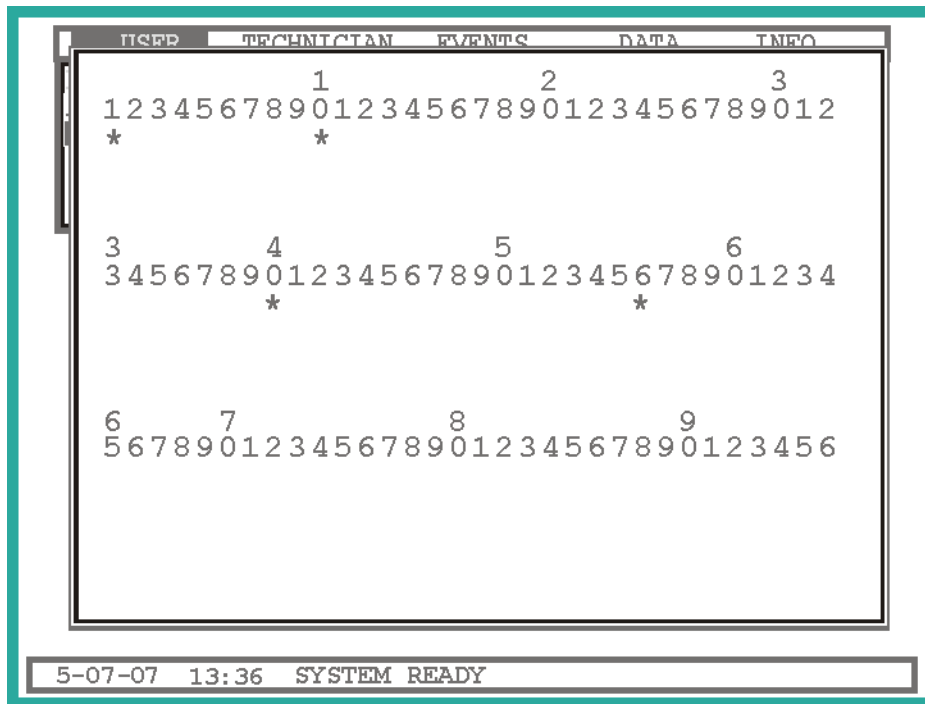 USER TECHNICIAN EVENTS DATA INFO
         1         2         3
12345678901234567890123456789012
*        *
3      4         5         6
34567890123456789012345678901234
       *               *
6    7         8         9
56789012345678901234567890123456
5-07-07 13:36 SYSTEM READY